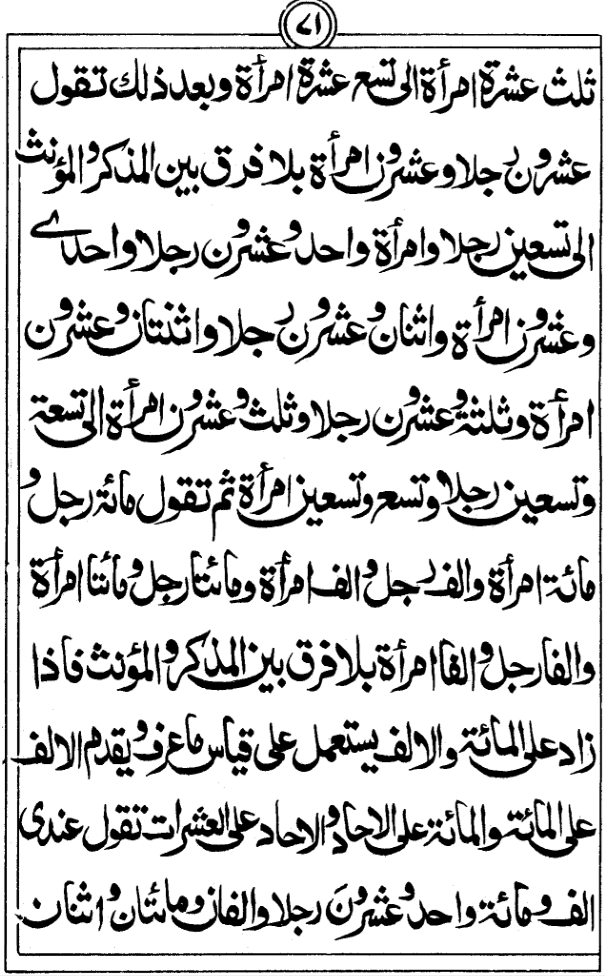 ۷۱
ثلث عشرة امرأة الى تسع عشرة امرأة وبعد ذلك تقول
عشرون رجلا وعشرون امرأة بلا فرق بين المذكر والمؤنث
الى تسعين رجلا وامرأة واحد وعشرون رجلا واحدى
وعشرون امرأة واثنان وعشرون رجلا واثنتان وعشرون
امرأة وثلثة وعشرون رجلا وثلث وعشرون امرأة الى تسعة
وتسعين رجلا وتسع وتسعين امرأة ثم تقول مائة رجل و
مائة امرأة والف رجل والف امرأة ومائتا رجل ومائتا امرأة
والفا رجل والفا امرأة بلا فرق بين المذكر والمؤنث فاذا
زاد على المائة والالف يستعمل على قياس ما عرف ويقدم الالف
على المائة والمائة على الاحاد والاحاد على العشرات تقول عندى
الف ومائة واحد وعشرونَ رجلا والفان ومائتان واثنان